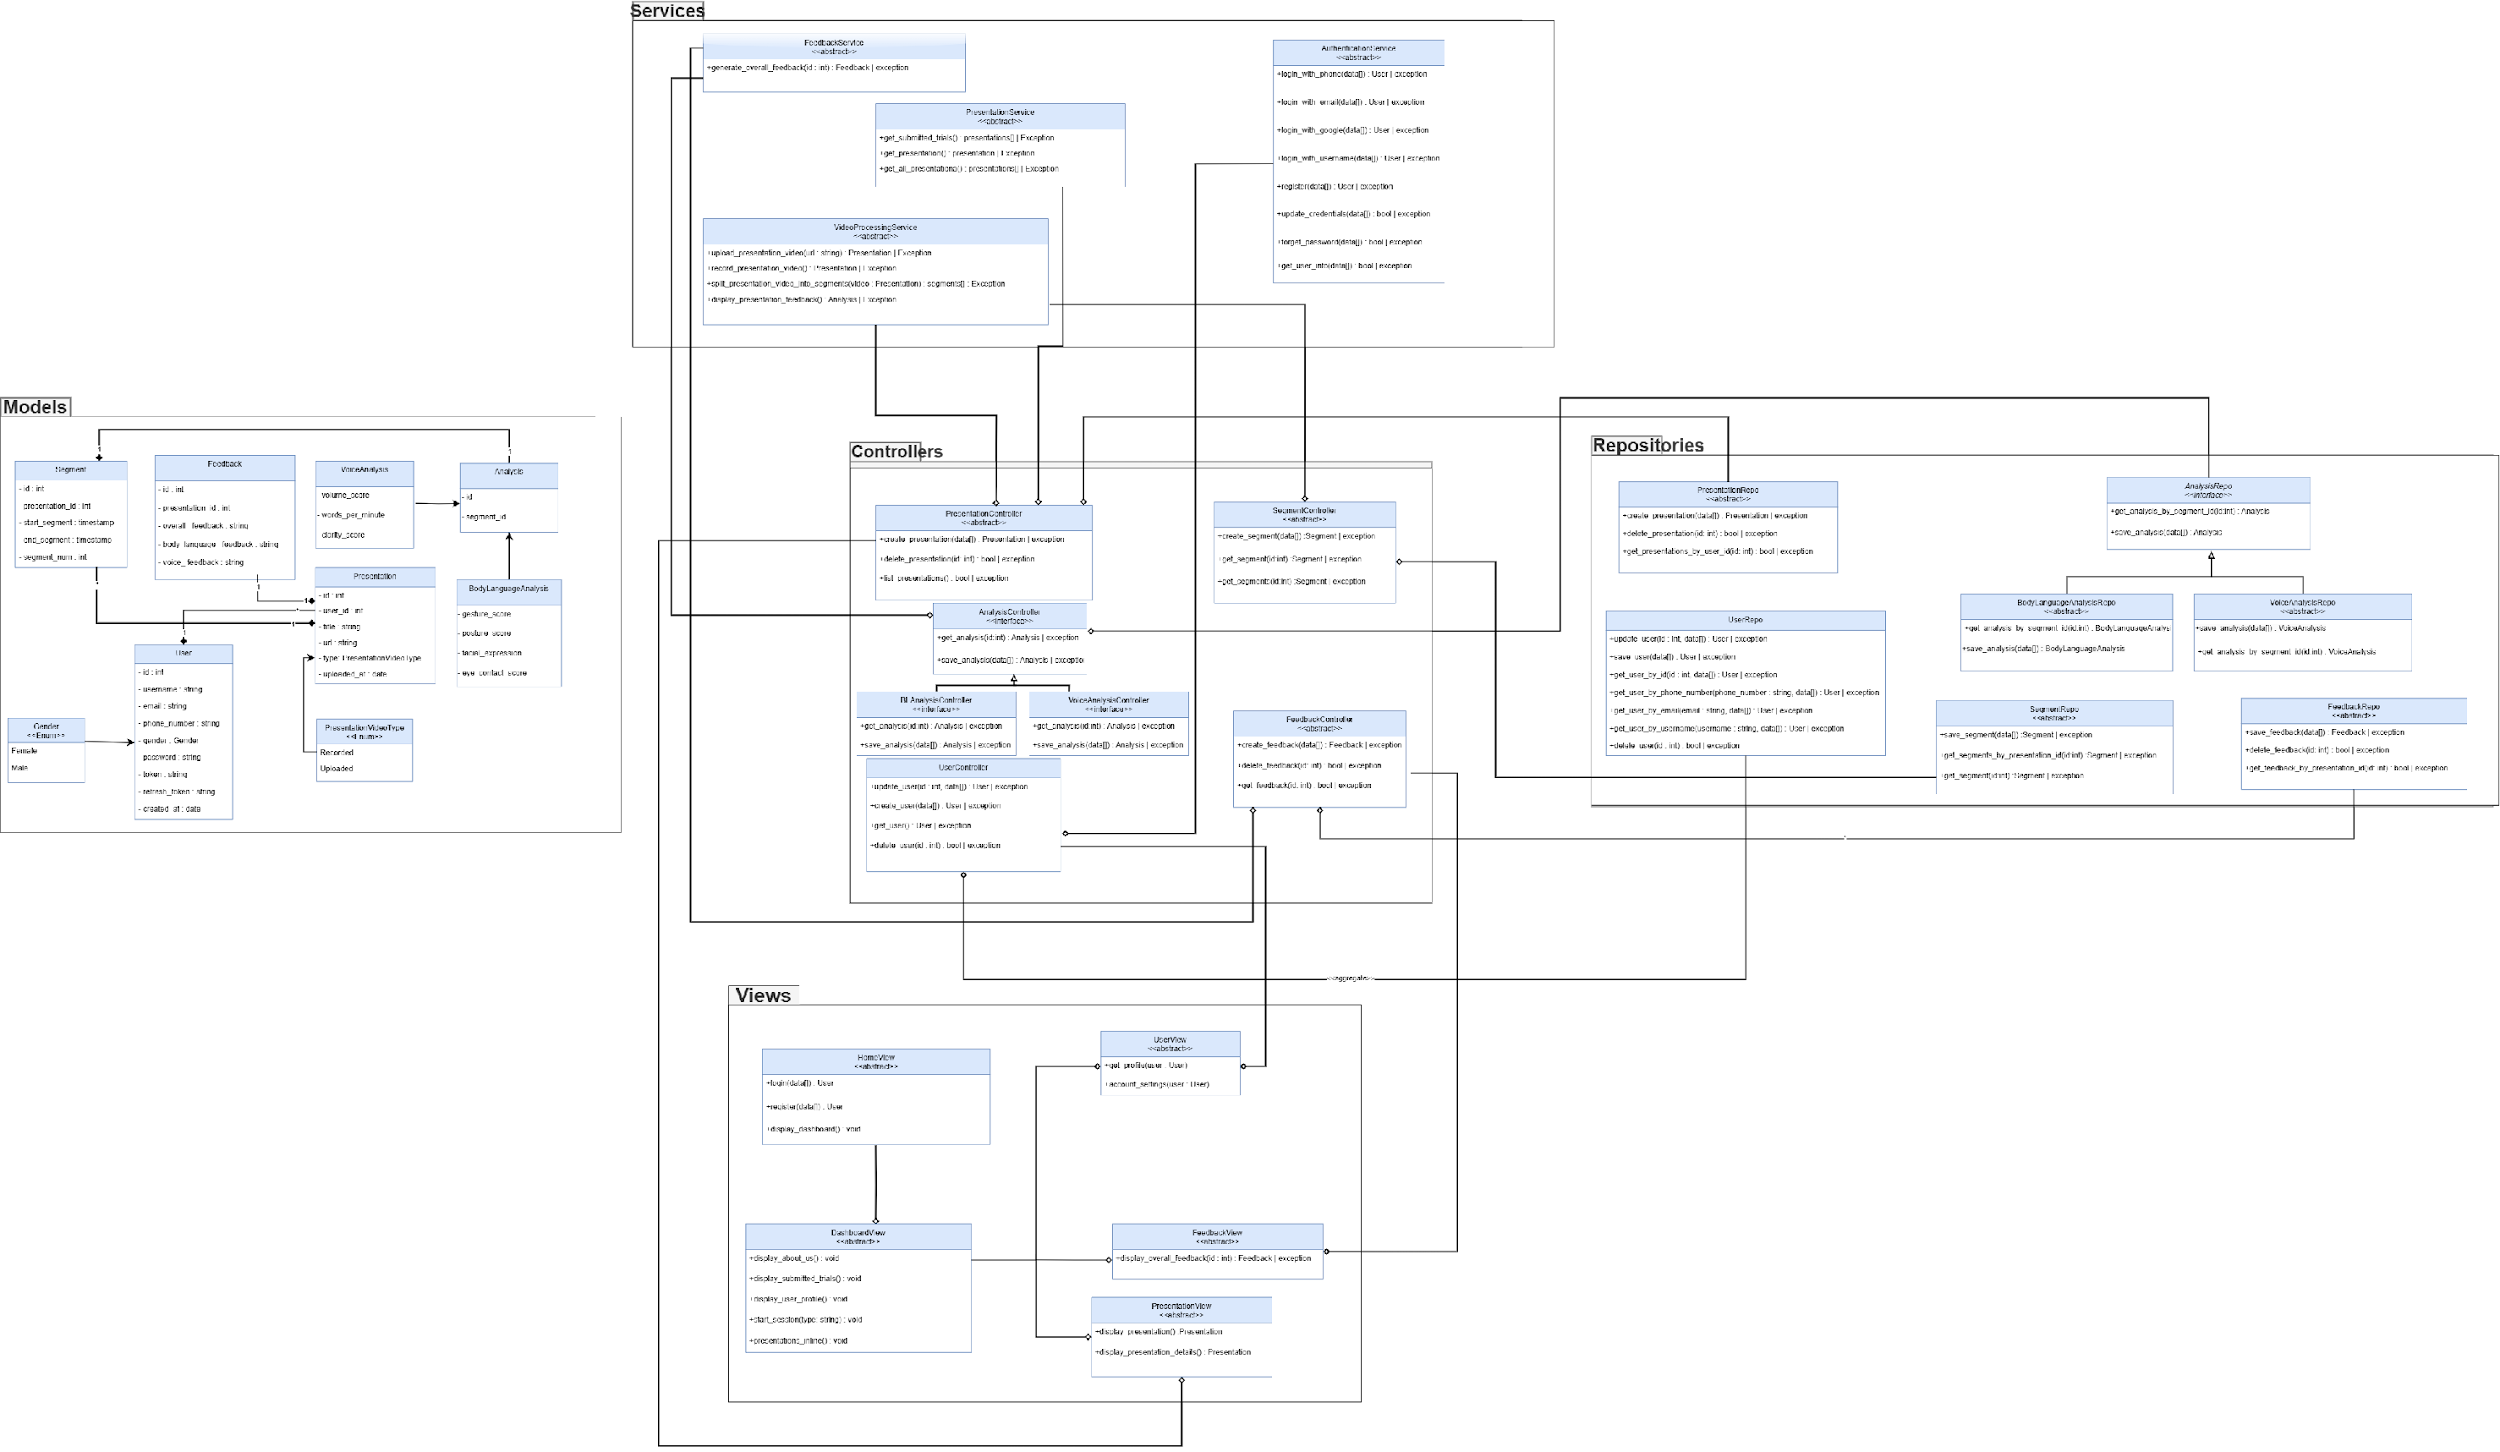 Services
FeedbackService
<<abstract>>
+generate_overall_feedback(id : int) : Feedback | exception
PresentationService
<<abstract>>
+get_submitted_trials() : presentations[] | Exception
+get_presentation() : presentation | Exception
+get_all_presentationa() : presentations[] | Exception
VideoProcessingService
<<abstract>>
+upload_presentation_video(url : string) : Presentation | Exception
+record_presentation_video() : Presentation | Exception
+split_presentation_video_into_segments(video : Presentation) : segments[] : Exception
+display_presentation_feedback() : Analysis | Exception
AuthenticationService
<<abstract>>
+login_with_phone(data[]) : User | exception
+login_with_email(data[]) : User | exception
+login_with_google(data[]) : User | exception
+login_with_username(data[]) : User | exception
+register(data[]) : User | exception
+update_credentials(data[]) : bool | exception
+forget_password(data[]) : bool | exception
+get_user_info(data[]) : bool | exception
Models
1
1
Segment
- id : int
presentation_id : int
- start_segment : timestamp
end_segment : timestamp
- segment_num : int
Feedback
- id : int
- presentation_id : int
- overall_feedback : string
- body_language_feedback : string
- voice_feedback : string
VoiceAnalysis
volume_score
- words_per_minute
clarity_score
Analysis
- id
- segment_id
1
1
*
1
1
Presentation
- id : int
- user_id : int
- title : string
- url : string
- type: PresentationVideoType
- uploaded_at : date
BodyLanguageAnalysis
- gesture_score
- posture_score
- facial_expression
- eye_contact_score
User
- id : int
- username : string
- email : string
- phone_number : string
- gender : Gender
password : string
- token : string
- refresh_token : string
- created_at : date
Gender
<<Enum>>
Female
Male
PresentationVideoType
<<Enum>>
Recorded
Uploaded
Controllers
PresentationController
<<abstract>>
+create_presentation(data[]) : Presentation | exception
+delete_presentation(id: int) : bool | exception
+list_presentations() : bool | exception
SegmentController
<<abstract>>
+create_segment(data[]) :Segment | exception
+get_segment(id:int) :Segment | exception
+get_segments(id:int) :Segment | exception
AnalysisController
<<interface>>
+get_analysis(id:int) : Analysis | exception
+save_analysis(data[]) : Analysis | exception
BLAnalysisController
<<interface>>
+get_analysis(id:int) : Analysis | exception
+save_analysis(data[]) : Analysis | exception
VoiceAnalysisController
<<interface>>
+get_analysis(id:int) : Analysis | exception
+save_analysis(data[]) : Analysis | exception
FeedbackController
<<abstract>>
+create_feedback(data[]) : Feedback | exception
+delete_feedback(id: int) : bool | exception
+get_feedback(id, int) : bool | exception
UserController
+update_user(id : int, data[]) : User | exception
+create_user(data[]) : User | exception
+get_user() : User | exception
+delete_user(id : int) : bool | exception
Repositories
PresentationRepo
<<abstract>>
+create_presentation(data[]) : Presentation | exception
+delete_presentation(id: int) : bool | exception
+get_presentations_by_user_id(id: int) : bool | exception
AnalysisRepo
<<interface>>
+get_analysis_by_segment_id(id:int) : Analysis
+save_analysis(data[]) : Analysis
UserRepo
+update_user(id : int, data[]) : User | exception
+save_user(data[]) : User | exception
+get_user_by_id(id : int, data[]) : User | exception
+get_user_by_phone_number(phone_number : string, data[]) : User | exception
+get_user_by_email(email : string, data[]) : User | exception
+get_user_by_username(username : string, data[]) : User | exception
+delete_user(id : int) : bool | exception
BodyLanguageAnalysisRepo
<<abstract>>
+get_analysis_by_segment_id(id:int) : BodyLanguageAnalysis
+save_analysis(data[]) : BodyLanguageAnalysis
VoiceAnalysisRepo
<<abstract>>
+save_analysis(data[]) : VoiceAnalysis
+get_analysis_by_segment_id(id:int) : VoiceAnalysis
SegmentRepo
<<abstract>>
+save_segment(data[]) :Segment | exception
+get_segments_by_presentation_id(id:int) :Segment | exception
+get_segment(id:int) :Segment | exception
FeedbackRepo
<<abstract>>
+save_feedback(data[]) : Feedback | exception
+delete_feedback(id: int) : bool | exception
+get_feedback_by_presentation_id(id: int) : bool | exception
<<aggregate>>
Views
HomeView
<<abstract>>
+login(data[]) : User
+register(data[]) : User
+display_dashboard() : void
UserView
<<abstract>>
+get_profile(user : User)
+account_settings(user : User)
DashboardView
<<abstract>>
+display_about_us() : void
+display_submitted_trials() : void
+display_user_profile() : void
+start_session(type: string) : void
+presentations_inline() : void
FeedbackView
<<abstract>>
+display_overall_feedback(id : int) : Feedback | exception
PresentationView
<<abstract>>
+display_presentation() :Presentation
+display_presentation_details() : Presentation